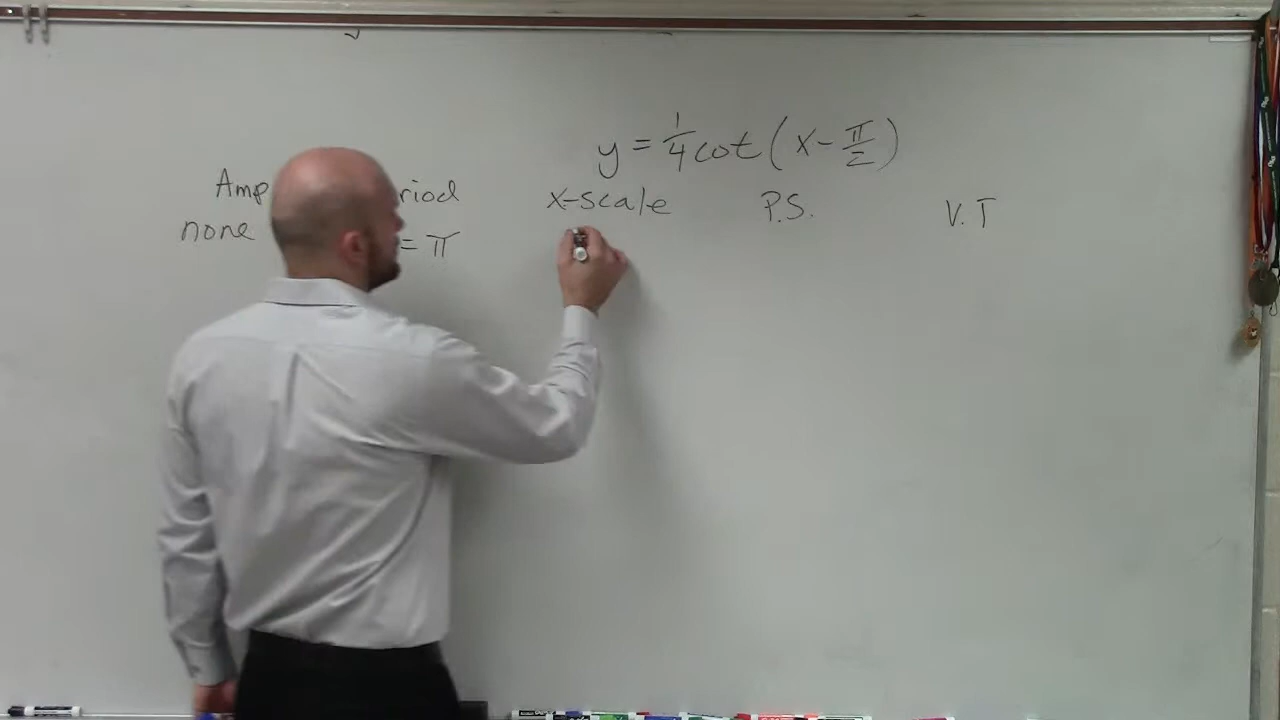 y = 1/4 cot(x - π/2)
Amp riod x-scale P.S. V.T
none = π